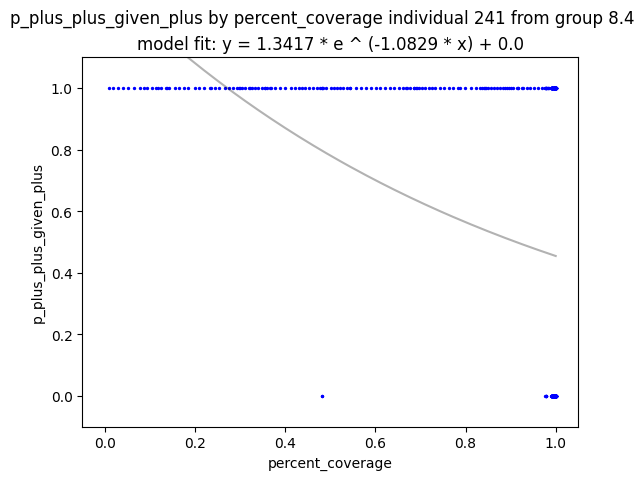 p_plus_plus_given_plus by percent_coverage individual 241 from group 8.4
model fit: y = 1.3417 * e ^ (-1.0829 * x) + 0.0
1.0
0.8
0.6
0.4
0.2
0.0
p_plus_plus_given_plus
0.0 0.2 0.4 0.6 0.8 1.0
percent_coverage